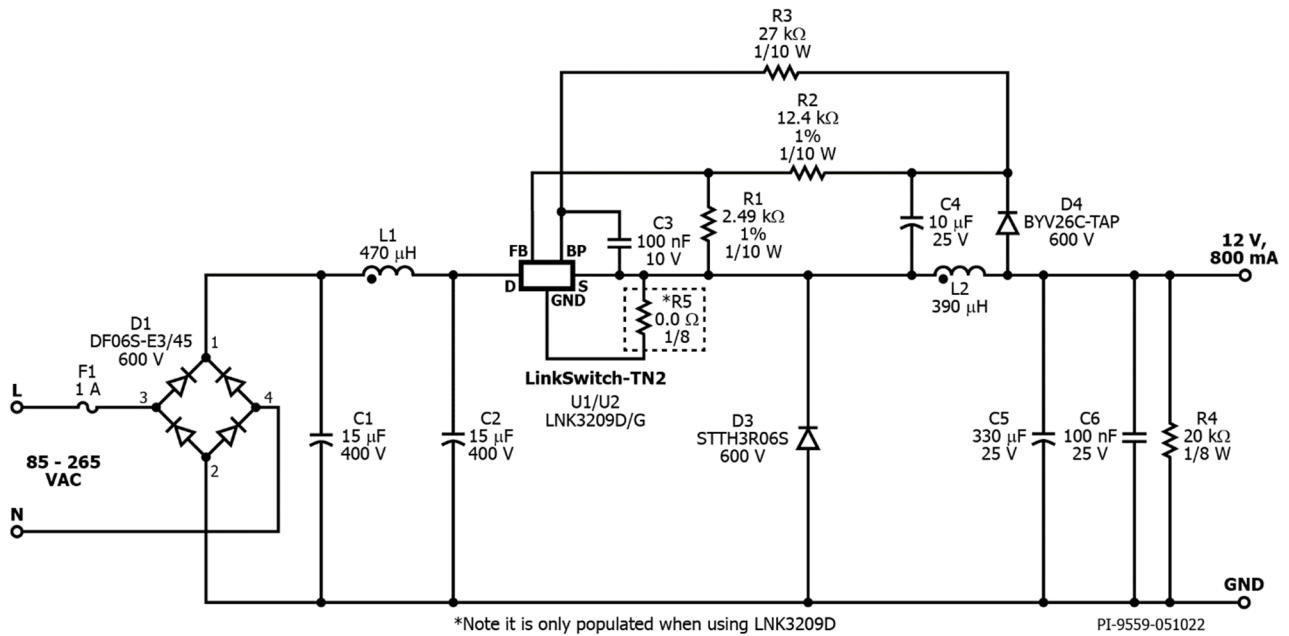 R3
27 kΩ
1/10 W
R2
12.4 kΩ
1%
1/10 W
R1
2.49 kΩ
1%
1/10 W
C4
10 µF
25 V
D4
BYV26C-TAP
600 V
C3
100 nF
10 V
L1
470 µH
FB
BP
D
S
GND
*R5
0.0 Ω
1/8
L2
390 µH
12 V,
800 mA
D1
DF06S-E3/45
600 V
1
F1
1 A
L
3
4
2
LinkSwitch-TN2
U1/U2
LNK3209D/G
C1
15 µF
400 V
C2
15 µF
400 V
D3
STTH3R06S
600 V
C5
330 µF
25 V
C6
100 nF
25 V
R4
20 kΩ
1/8 W
85 - 265
VAC
N
GND
*Note it is only populated when using LNK3209D
PI-9559-051022